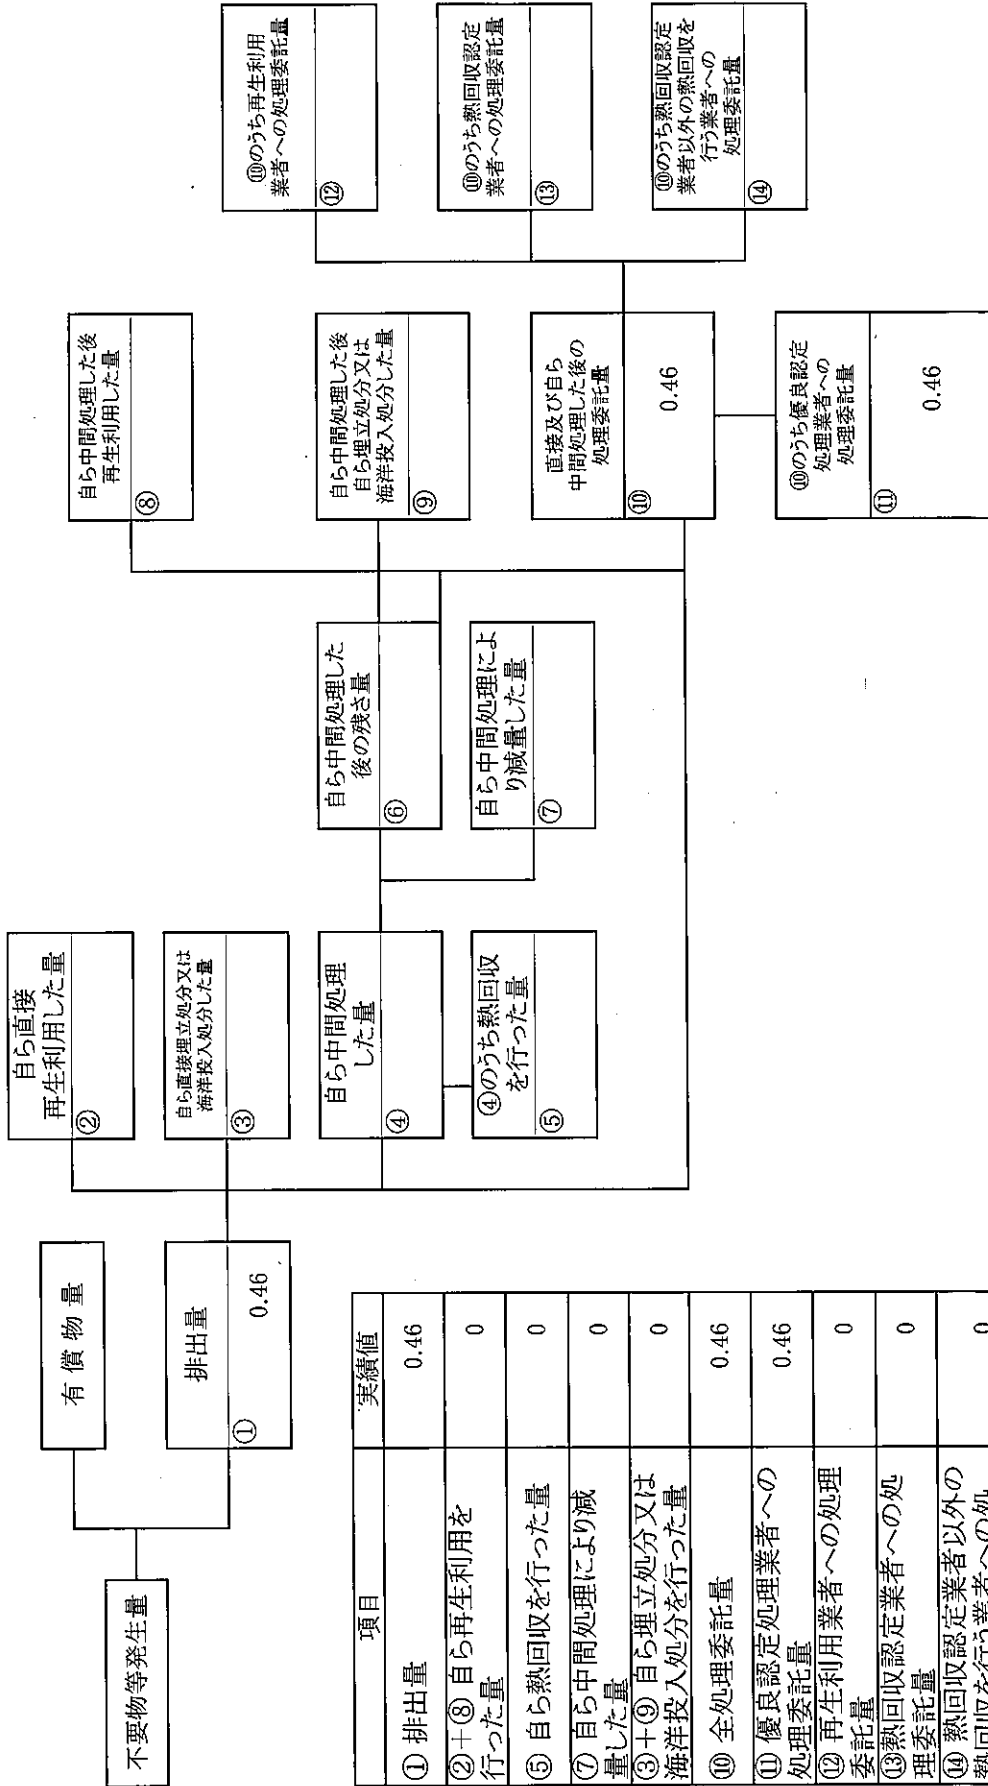 不要物等発生量
有償物量
排出量
①
0.46
自ら直接
再生利用した量
②
自ら直接埋立処分又は
海洋投入処分した量
③
自ら中間処理
した量
④
④のうち熱回収
を行った量
⑤
自ら中間処理した
後の残さ量
⑥
自ら中間処理によ
り減量した量
⑦
自ら中間処理した後
再生利用した量
⑧
自ら中間処理した後
自ら埋立処分又は
海洋投入処分した量
⑨
直接及び自ら
中間処理した後の
処理委託量
⑩
0.46
⑩のうち優良認定
処理業者への
処理委託量
⑪
0.46
⑩のうち再生利用
業者への処理委託量
⑫
⑩のうち熱回収認定
業者への処理委託量
⑬
⑩のうち熱回収認定
業者以外の熱回収を
行う業者への
処理委託量
⑭
項目 実績値
① 排出量 0.46
②+⑧ 自ら再生利用を
行った量 0
⑤ 自ら熱回収を行った量 0
⑦ 自ら中間処理により減
量した量 0
③+⑨ 自ら埋立処分又は
海洋投入処分を行った量 0
⑩ 全処理委託量 0.46
⑪ 優良認定処理業者への
処理委託量 0.46
⑫ 再生利用業者への処理
委託量 0
⑬熱回収認定業者への処
理委託量 0
⑭ 熱回収認定業者以外の
熱回収を行う業者への処 0